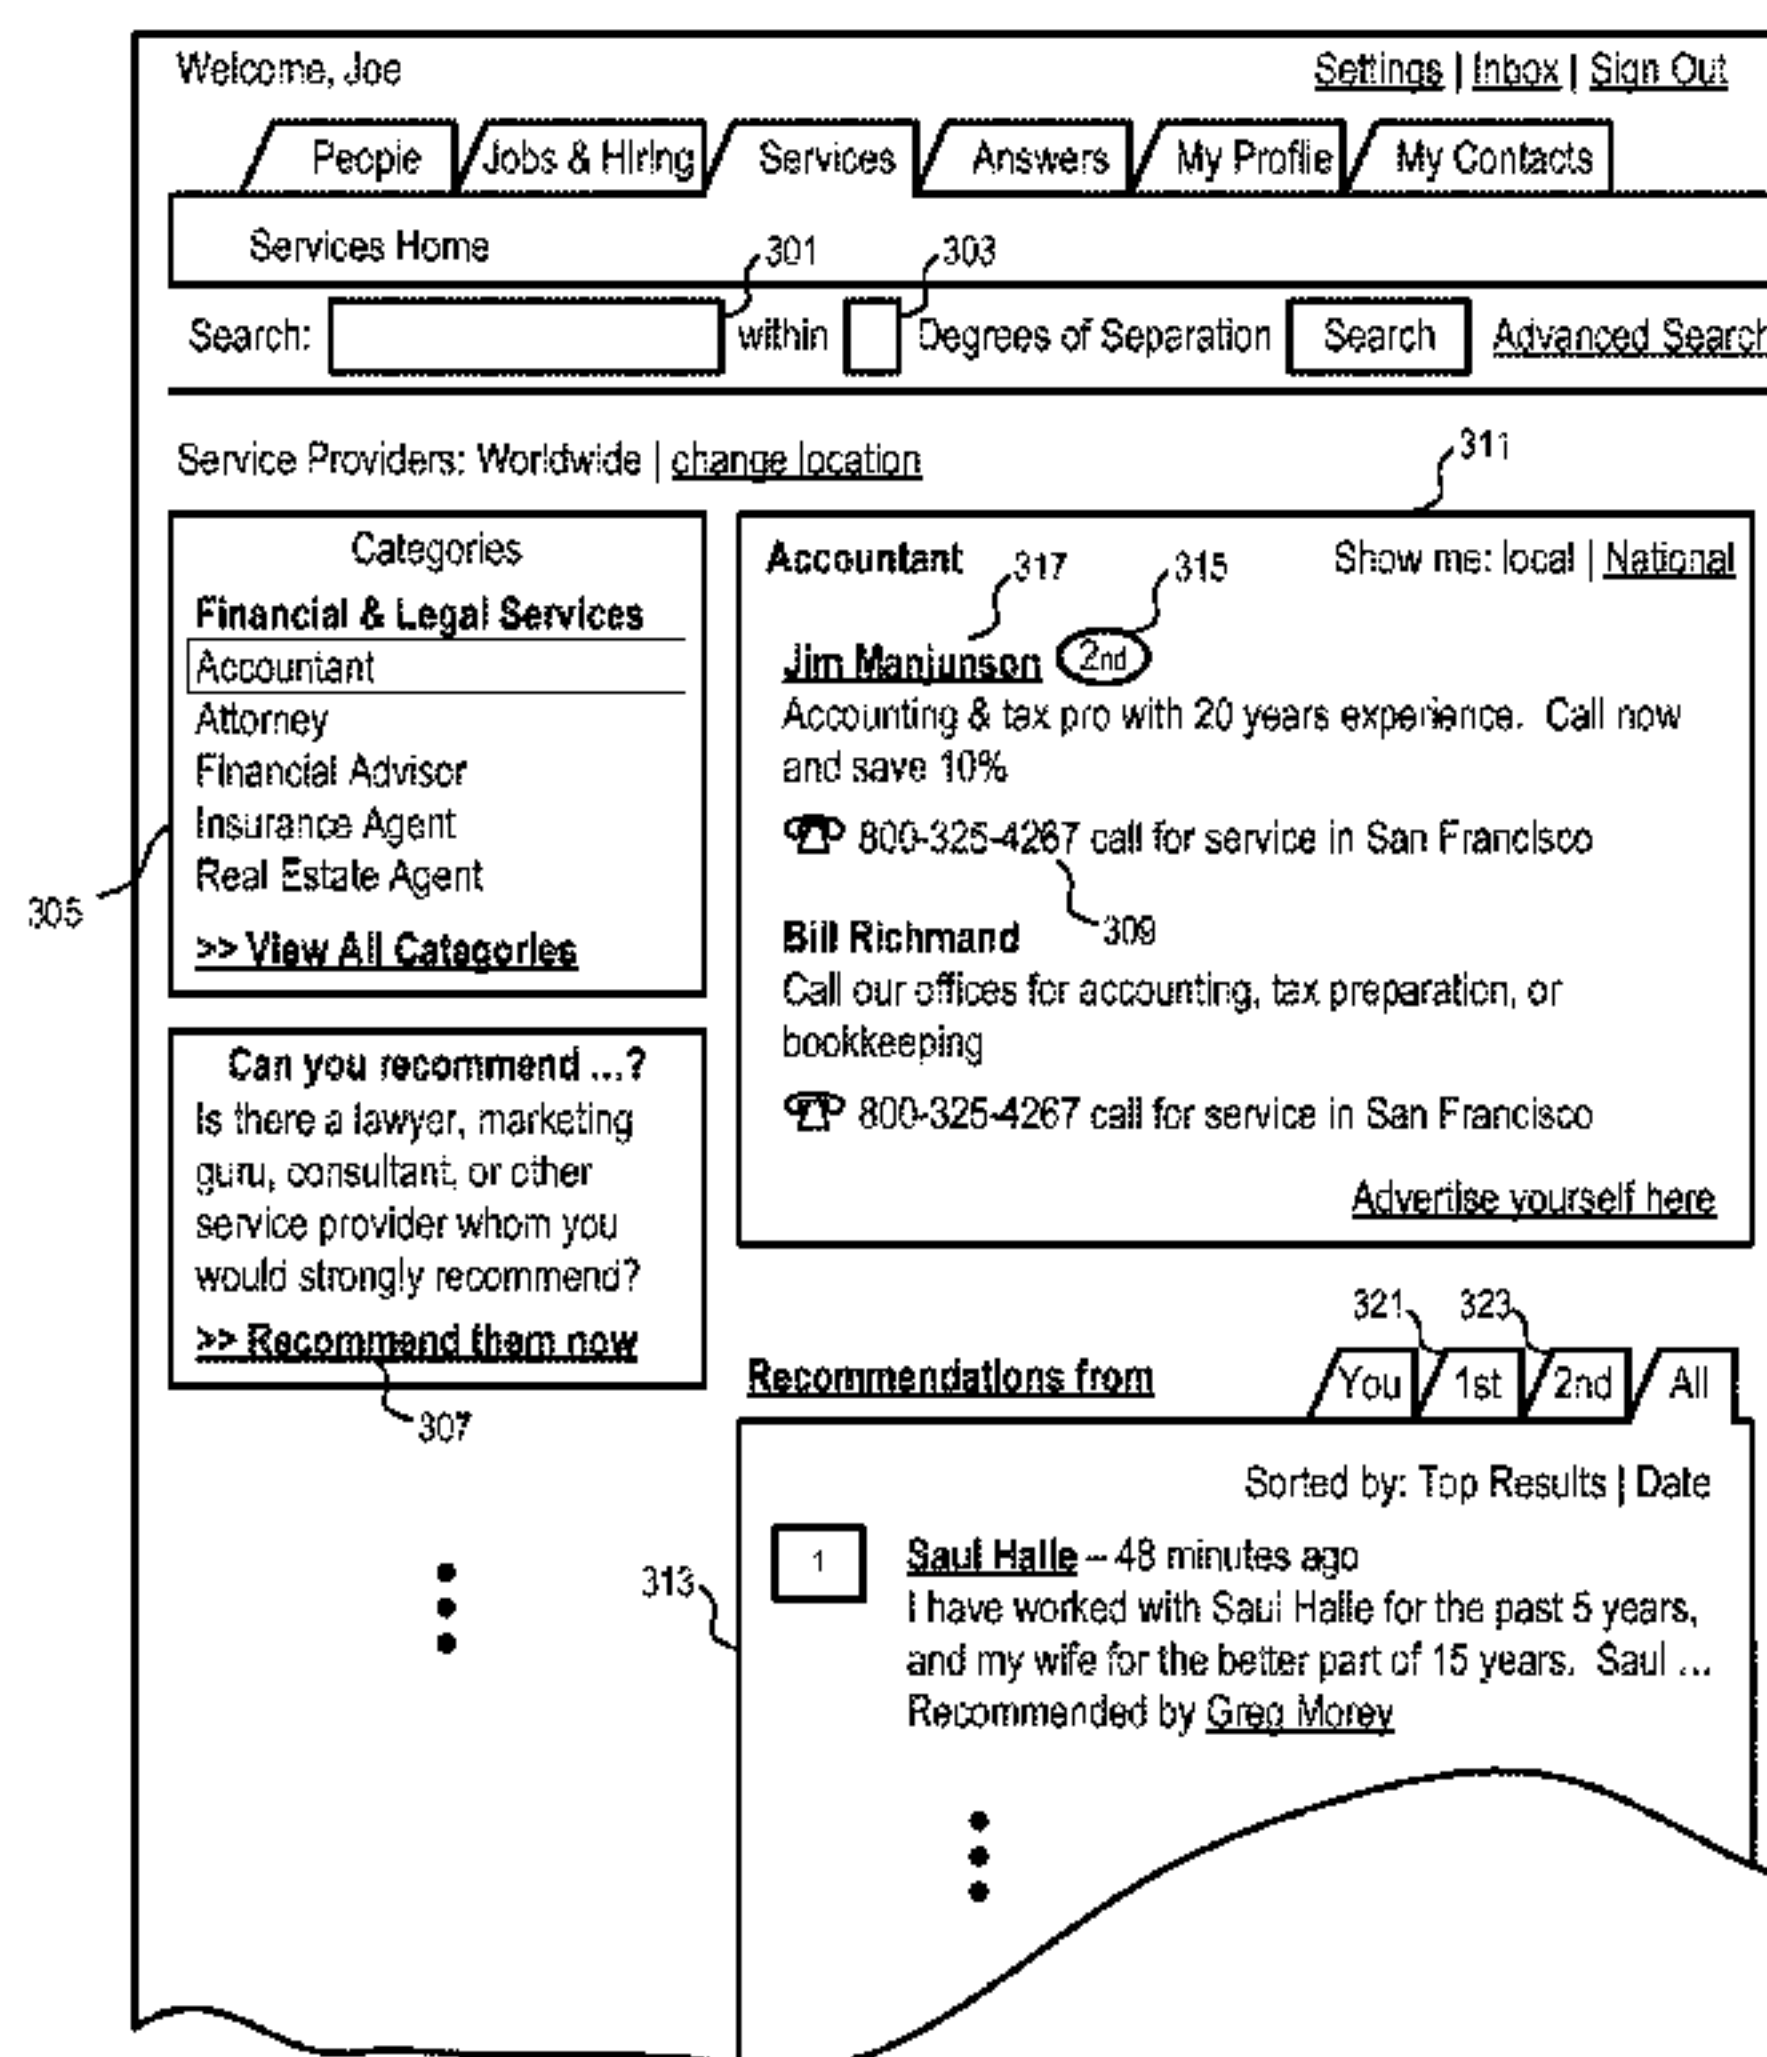 Welcome, Joe
Settings | Inbox | Sign Out
People
Jobs & Hiring
Services
Answers
My Profile
My Contacts
Services Home
301
303
Search:
within
Degrees of Separation
Search
Advanced Search
Service Providers: Worldwide | change location
311
Categories
Financial & Legal Services
Accountant
Attorney
Financial Advisor
Insurance Agent
Real Estate Agent
>> View All Categories
305
Can you recommend ...?
Is there a lawyer, marketing
guru, consultant, or other
service provider whom you
would strongly recommend?
>> Recommend them now
307
Accountant
317
315
Show me: local | National
Jim Manjunson 2nd
Accounting & tax pro with 20 years experience. Call now
and save 10%
800-325-4267 call for service in San Francisco
309
Bill Richmand
Call our offices for accounting, tax preparation, or
bookkeeping
800-325-4267 call for service in San Francisco
Advertise yourself here
321
323
Recommendations from
You
1st
2nd
All
Sorted by: Top Results | Date
313
1
Saul Halle – 48 minutes ago
I have worked with Saul Halle for the past 5 years,
and my wife for the better part of 15 years. Saul ...
Recommended by Greg Morey